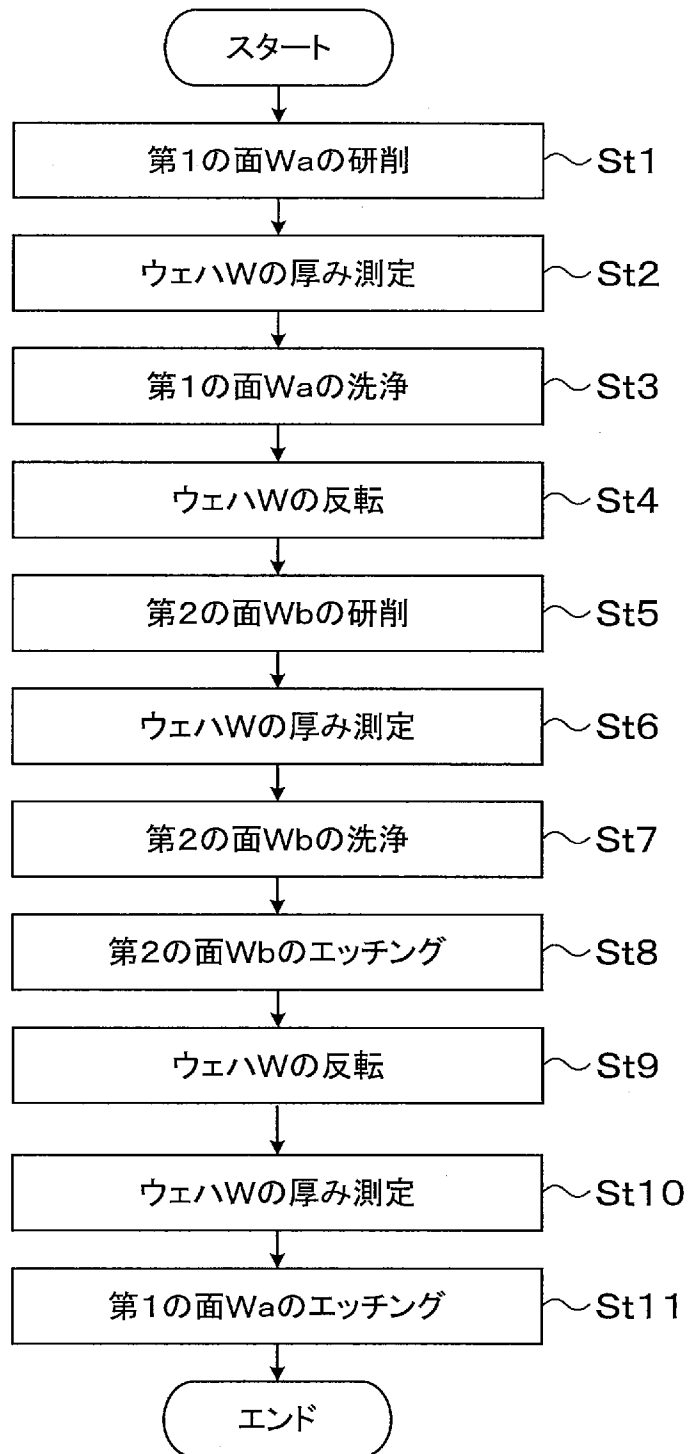 スタート
第1の面Waの研削
St1
ウェハWの厚み測定
St2
第1の面Waの洗浄
St3
ウェハWの反転
St4
第2の面Wbの研削
St5
ウェハWの厚み測定
St6
第2の面Wbの洗浄
St7
第2の面Wbのエッチング
St8
ウェハWの反転
St9
ウェハWの厚み測定
St10
第1の面Waのエッチング
St11
エンド